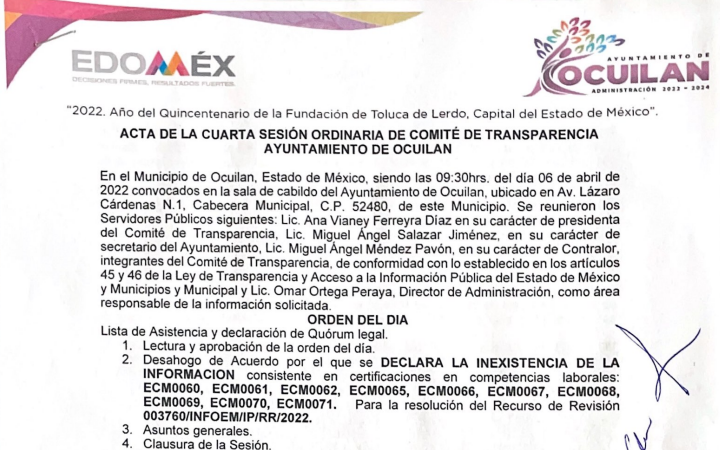 EDOMÉX
DECISIONES FIRMES, RESULTADOS FUERTES.
AYUNTAMIENTO DE
OCUILAN
ADMINISTRACIÓN 2022 - 2024
"2022. Año del Quincentenario de la Fundación de Toluca de Lerdo, Capital del Estado de México".
ACTA DE LA CUARTA SESIÓN ORDINARIA DE COMITÉ DE TRANSPARENCIA
AYUNTAMIENTO DE OCUILAN
En el Municipio de Ocuilan, Estado de México, siendo las 09:30hrs. del día 06 de abril de
2022 convocados en la sala de cabildo del Ayuntamiento de Ocuilan, ubicado en Av. Lázaro
Cárdenas N.1, Cabecera Municipal, C.P. 52480, de este Municipio. Se reunieron los
Servidores Públicos siguientes: Lic. Ana Vianey Ferreyra Díaz en su carácter de presidenta
del Comité de Transparencia, Lic. Miguel Ángel Salazar Jiménez, en su carácter de
secretario del Ayuntamiento, Lic. Miguel Ángel Méndez Pavón, en su carácter de Contralor,
integrantes del Comité de Transparencia, de conformidad con lo establecido en los artículos
45 y 46 de la Ley de Transparencia y Acceso a la Información Pública del Estado de México
y Municipios y Municipal y Lic. Omar Ortega Peraya, Director de Administración, como área
responsable de la información solicitada.
ORDEN DEL DIA
Lista de Asistencia y declaración de Quórum legal.
1. Lectura y aprobación de la orden del día.
2. Desahogo de Acuerdo por el que se DECLARA LA INEXISTENCIA DE LA
INFORMACION consistente en certificaciones en competencias laborales:
ECM0060, ECM0061, ECM0062, ECM0065, ECM0066, ECM0067, ECM0068,
ECM0069, ECM0070, ECM0071. Para la resolución del Recurso de Revisión
003760/INFOEM/IP/RR/2022.
3. Asuntos generales.
4. Clausura de la Sesión.